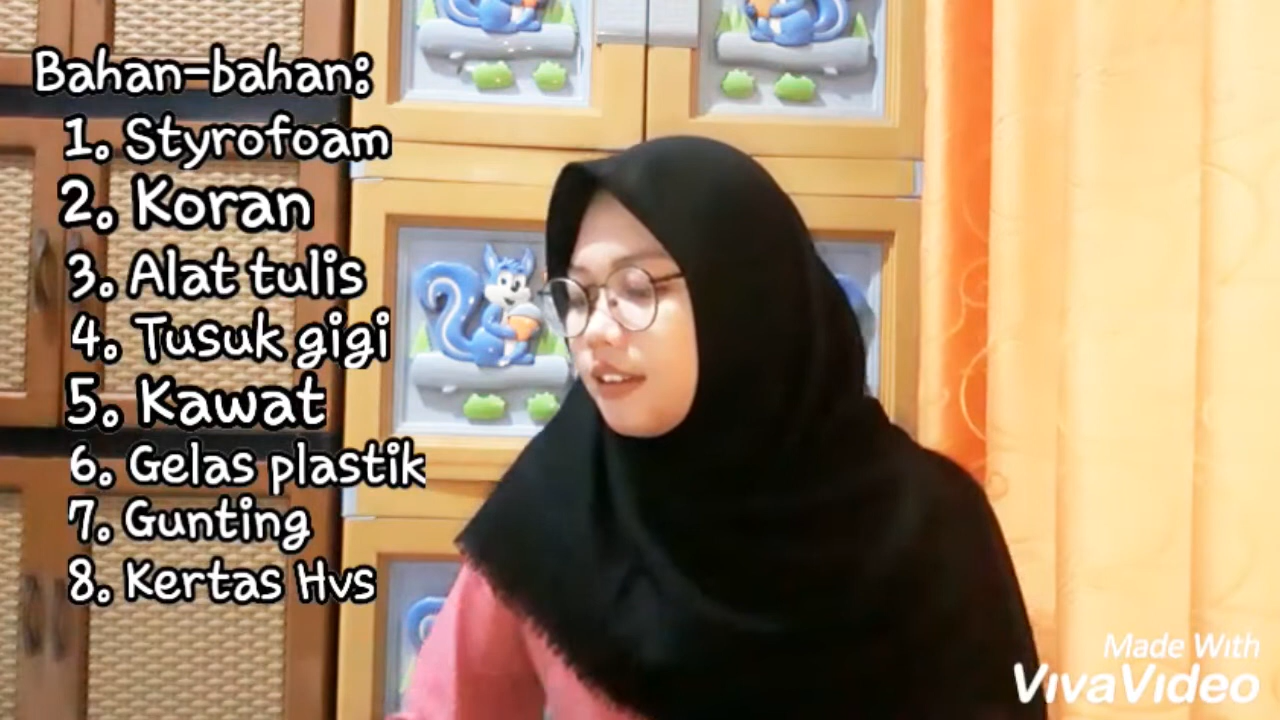 Bahan-bahan:
1. Styrofoam
2. Koran
3. Alat tulis
4. Tusuk gigi
5. Kawat
6. Gelas plastik
7. Gunting
8. Kertas Hvs
Made With
VivaVideo